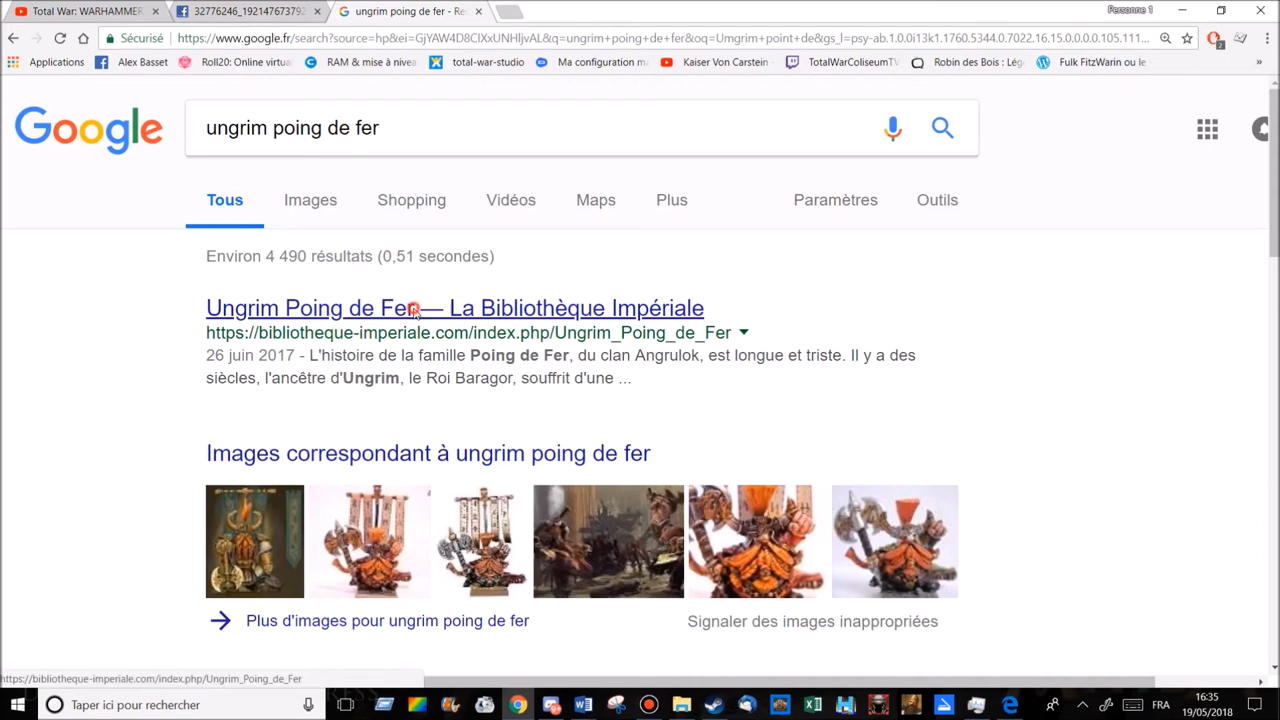 Total War: WARHAMMER
32776246_19214767379
ungrim poing de fer - Re
Personne 1
Sécurisé
https://www.google.fr/search?source=hp&ei=GjYAW4D8CIXxUNHljvAL&q=ungrim+poing+de+fer&oq=Umgrim+point+de&gs_l=psy-ab.1.0.0i13k1.1760.5344.0.7022.16.15.0.0.0.0.105.111...
Applications
Alex Basset
Roll20: Online virtua
RAM & mise à nivea
total-war-studio
Ma configuration m
Kaiser Von Carstein -
TotalWarColiseumTV
Robin des Bois : Lég
Fulk FitzWarin ou le
»
Google
ungrim poing de fer
Tous
Images
Shopping
Vidéos
Maps
Plus
Paramètres
Outils
Environ 4 490 résultats (0,51 secondes)
Ungrim Poing de Fer — La Bibliothèque Impériale
https://bibliotheque-imperiale.com/index.php/Ungrim_Poing_de_Fer
26 juin 2017 - L'histoire de la famille Poing de Fer, du clan Angrulok, est longue et triste. Il y a des
siècles, l'ancêtre d'Ungrim, le Roi Baragor, souffrit d'une ...
Images correspondant à ungrim poing de fer
Plus d'images pour ungrim poing de fer
Signaler des images inappropriées
https://bibliotheque-imperiale.com/index.php/Ungrim_Poing_de_Fer
Taper ici pour rechercher
FRA
16:35
19/05/2018